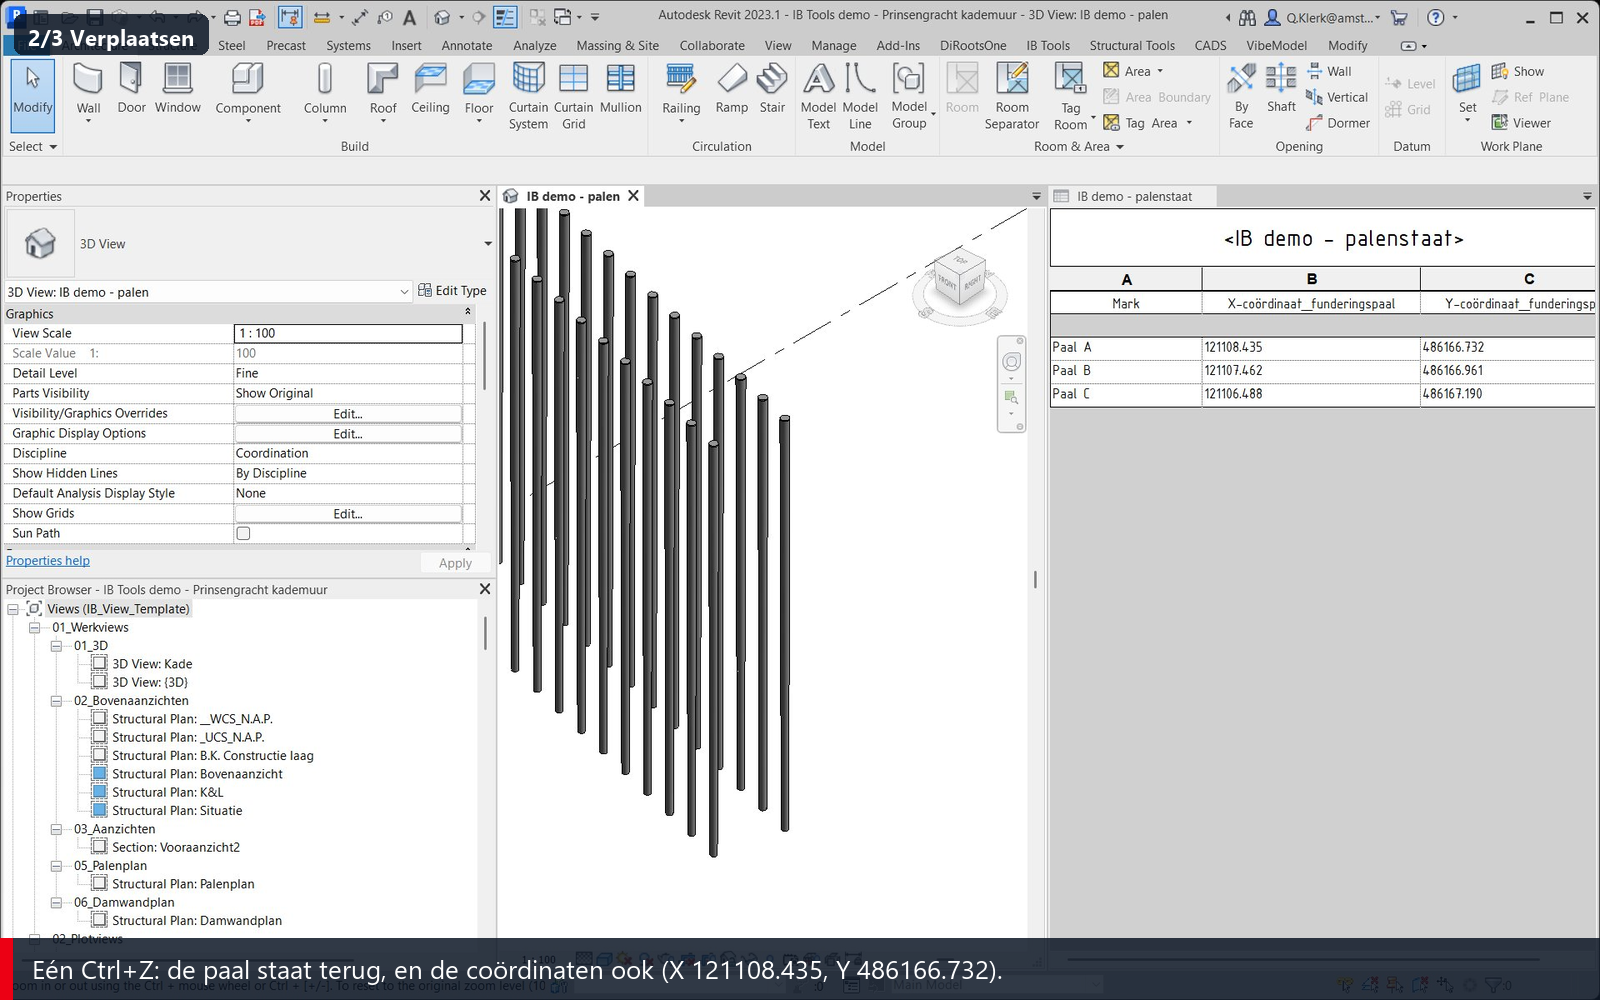 Autodesk Revit 2023.1 - IB Tools demo - Prinsengracht kademuur - 3D View: IB demo - palen
Q.Klerk@amst...
2/3 Verplaatsen
Steel Precast Systems Insert Annotate Analyze Massing & Site Collaborate View Manage Add-Ins DiRootsOne IB Tools Structural Tools CADS VibeModel Modify
Modify
Wall
Door
Window
Component
Column
Roof
Ceiling
Floor
Curtain System
Curtain Grid
Mullion
Railing
Ramp
Stair
Model Text
Model Line
Model Group
Room
Room Separator
Tag Room
Area
Area Boundary
Tag Area
By Face
Shaft
Wall
Vertical
Dormer
Level
Grid
Set
Show
Ref Plane
Viewer
Select
Build
Circulation
Model
Room & Area
Opening
Datum
Work Plane
Properties
3D View
3D View: IB demo - palen
Edit Type
Graphics
View Scale 1 : 100
Scale Value 1: 100
Detail Level Fine
Parts Visibility Show Original
Visibility/Graphics Overrides Edit...
Graphic Display Options Edit...
Discipline Coordination
Show Hidden Lines By Discipline
Default Analysis Display Style None
Show Grids Edit...
Sun Path
Properties help
Apply
Project Browser - IB Tools demo - Prinsengracht kademuur
Views (IB_View_Template)
01_Werkviews
01_3D
3D View: Kade
3D View: {3D}
02_Bovenaanzichten
Structural Plan: __WCS_N.A.P.
Structural Plan: _UCS_N.A.P.
Structural Plan: B.K. Constructie laag
Structural Plan: Bovenaanzicht
Structural Plan: K&L
Structural Plan: Situatie
03_Aanzichten
Section: Vooraanzicht2
05_Palenplan
Structural Plan: Palenplan
06_Damwandplan
Structural Plan: Damwandplan
02_Plotviews
IB demo - palen
TOP
FRONT
RIGHT
IB demo - palenstaat
<IB demo - palenstaat>
A B C
Mark X-coördinaat_funderingspaal Y-coördinaat_funderingsp
Paal A 121108.435 486166.732
Paal B 121107.462 486166.961
Paal C 121106.488 486167.190
Eén Ctrl+Z: de paal staat terug, en de coördinaten ook (X 121108.435, Y 486166.732).
Main Model